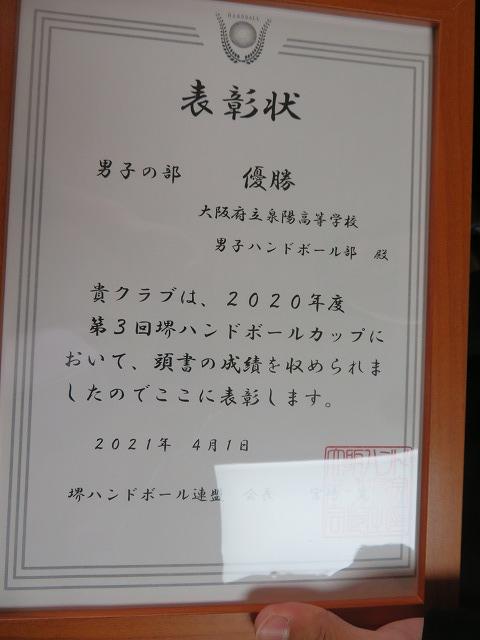 HANDBALL
表彰状
男子の部 優勝
大阪府立泉陽高等学校
男子ハンドボール部 殿
貴クラブは、2020年度
第3回堺ハンドボールカップに
おいて、頭書の成績を収められま
したのでここに表彰します。
2021年 4月1日
堺ハンドボール連盟 会長